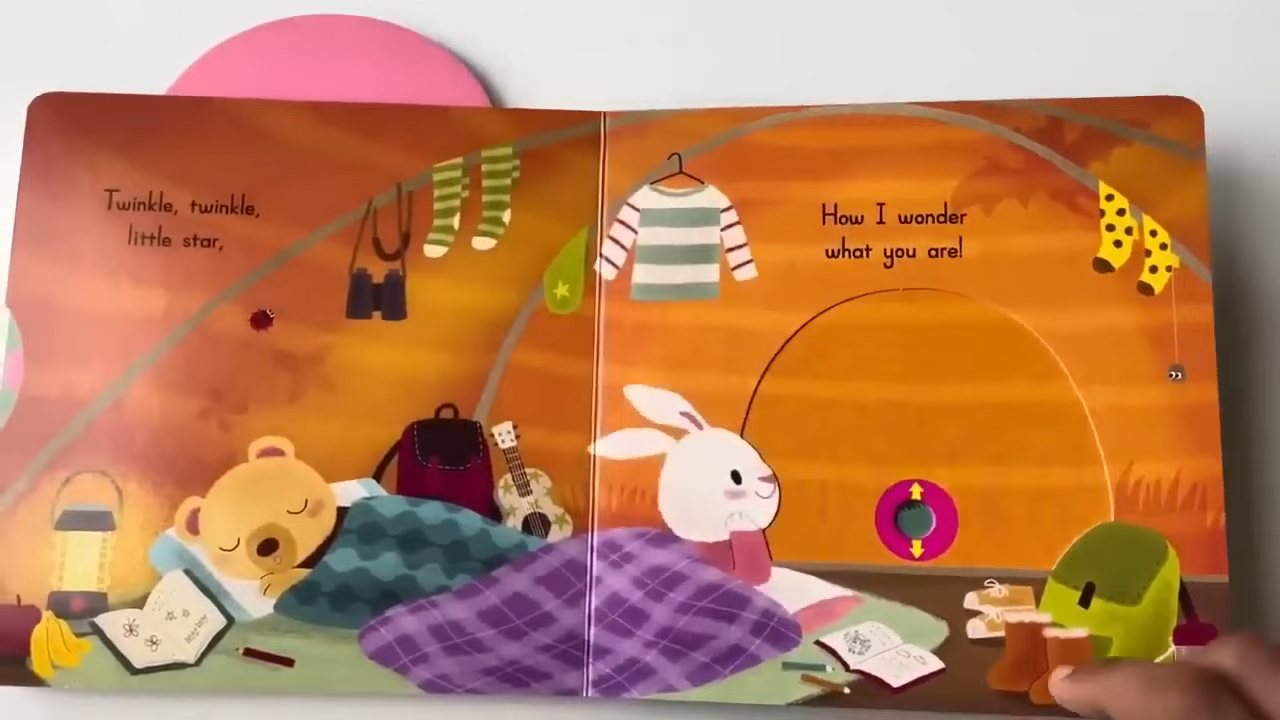 Twinkle, twinkle,
little star,
How I wonder
what you are!